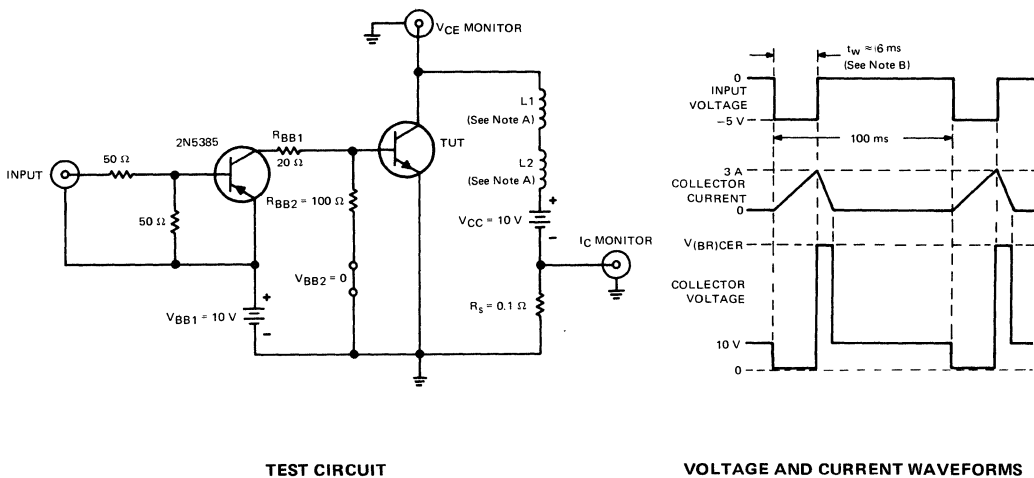 VCE MONITOR
2N5385
RBB1
20 Ω
50 Ω
INPUT
50 Ω
RBB2 = 100 Ω
VBB2 = 0
VBB1 = 10 V
+
−
TUT
L1
(See Note A)
L2
(See Note A)
+
VCC = 10 V
−
IC MONITOR
Rs = 0.1 Ω
TEST CIRCUIT
tw ≈ 6 ms
(See Note B)
0
INPUT
VOLTAGE
−5 V
100 ms
3 A
COLLECTOR
CURRENT
0
V(BR)CER
COLLECTOR
VOLTAGE
10 V
0
VOLTAGE AND CURRENT WAVEFORMS